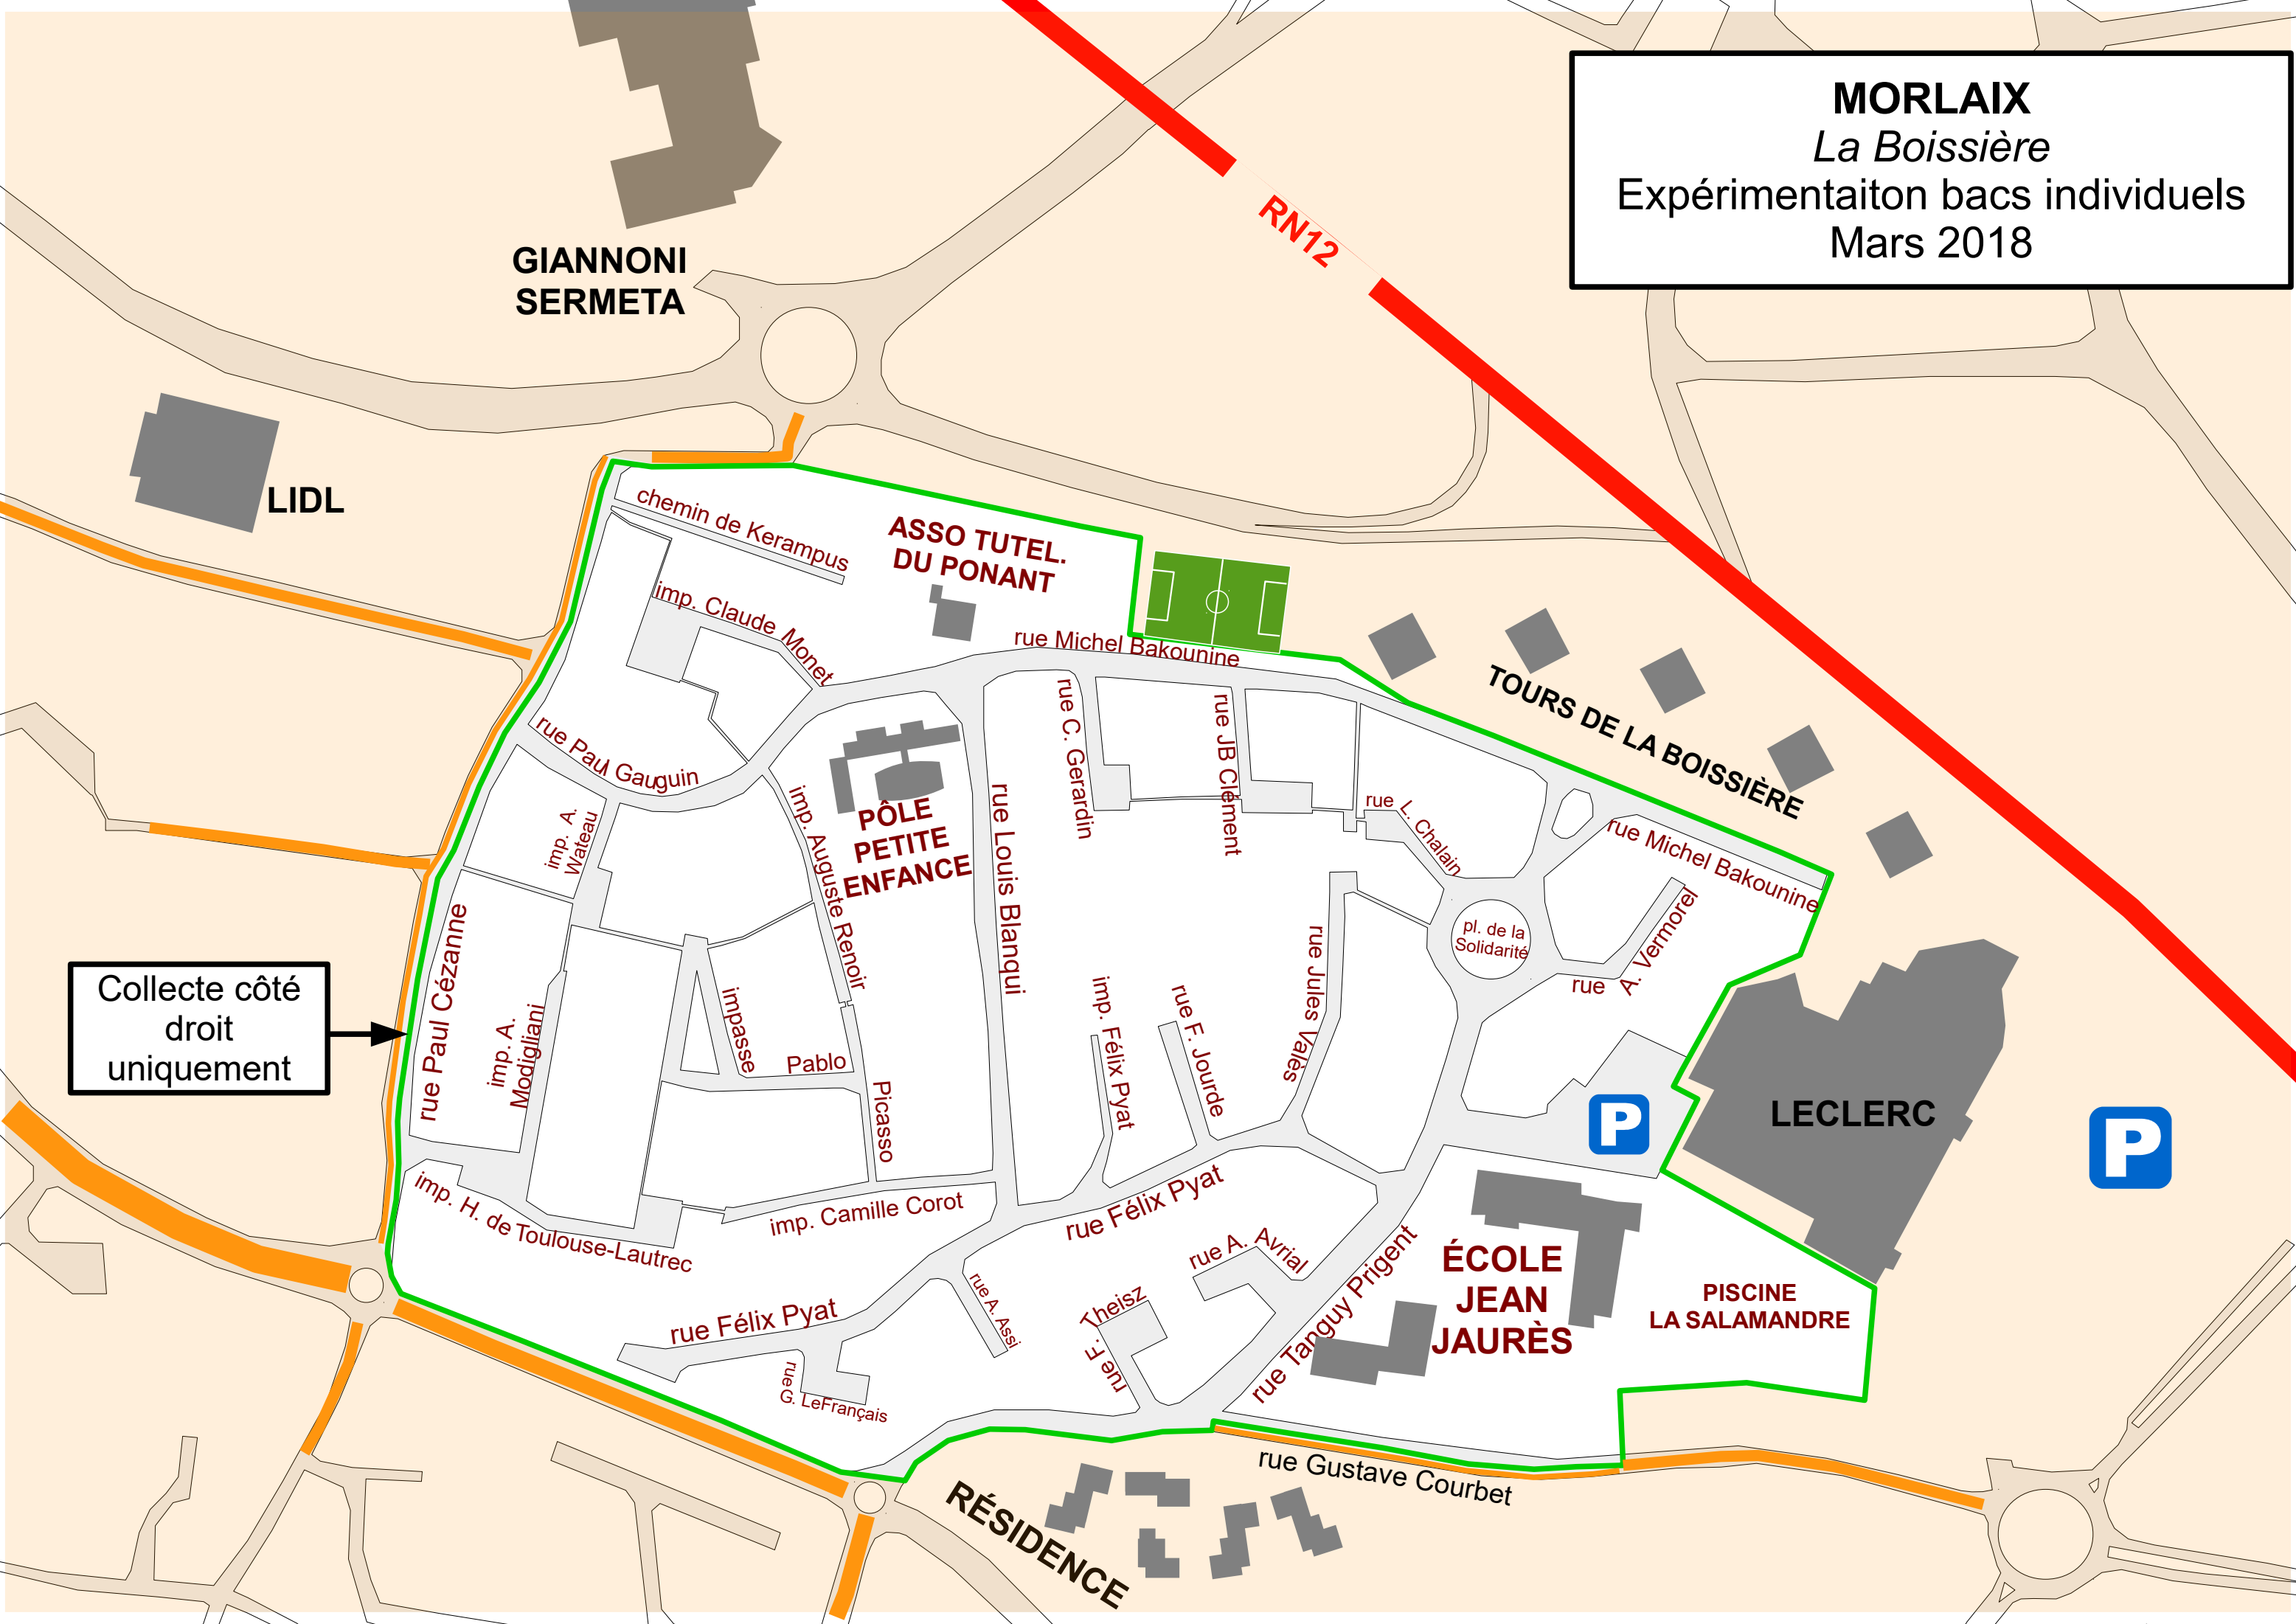 MORLAIX
La Boissière
Expérimentaiton bacs individuels
Mars 2018
RN12
GIANNONI
SERMETA
LIDL
chemin de Kerampus
ASSO TUTEL.
DU PONANT
imp. Claude Monet
rue Michel Bakounine
TOURS DE LA BOISSIÈRE
rue Paul Gauguin
rue C. Gerardin
rue JB Clément
imp. A.
Wateau
imp. Auguste Renoir
PÔLE
PETITE
ENFANCE
rue Louis Blanqui
rue L. Chalain
rue Michel Bakounine
pl. de la
Solidarité
rue A. Vermorel
rue Paul Cézanne
Collecte côté
droit
uniquement
imp. A.
Modigliani
impasse Pablo Picasso
imp. Félix Pyat
rue F. Jourde
rue Jules Valès
P
LECLERC
P
imp. H. de Toulouse-Lautrec
imp. Camille Corot
rue Félix Pyat
rue A. Avrial
rue Tanguy Prigent
ÉCOLE
JEAN
JAURÈS
PISCINE
LA SALAMANDRE
rue A. Assi
rue F. Theisz
rue Félix Pyat
rue
G. LeFrançais
rue Gustave Courbet
RÉSIDENCE